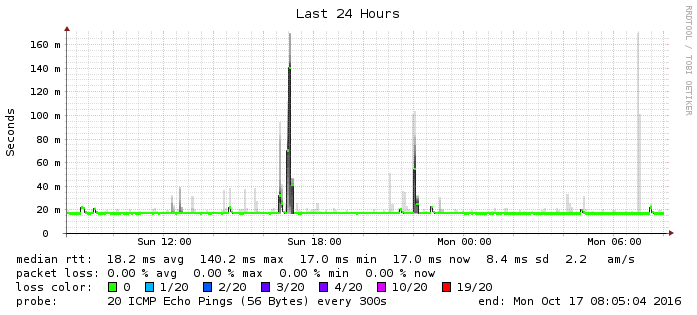 Last 24 Hours
RRDTOOL / TOBI OETIKER
Seconds
160 m
140 m
120 m
100 m
80 m
60 m
40 m
20 m
0
Sun 12:00 Sun 18:00 Mon 00:00 Mon 06:00
median rtt: 18.2 ms avg 140.2 ms max 17.0 ms min 17.0 ms now 8.4 ms sd 2.2 am/s
packet loss: 0.00 % avg 0.00 % max 0.00 % min 0.00 % now
loss color: 0 1/20 2/20 3/20 4/20 10/20 19/20
probe: 20 ICMP Echo Pings (56 Bytes) every 300s end: Mon Oct 17 08:05:04 2016